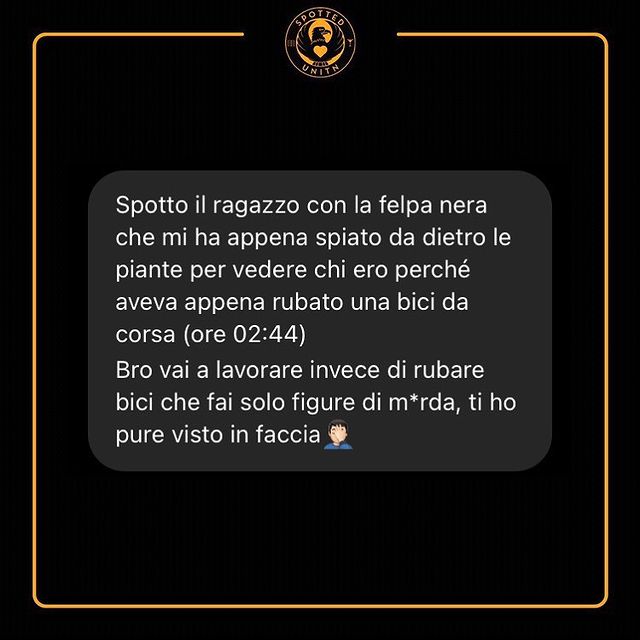 SPOTTED
UNITN
Spotto il ragazzo con la felpa nera
che mi ha appena spiato da dietro le
piante per vedere chi ero perché
aveva appena rubato una bici da
corsa (ore 02:44)
Bro vai a lavorare invece di rubare
bici che fai solo figure di m*rda, ti ho
pure visto in faccia🤦🏻‍♂️